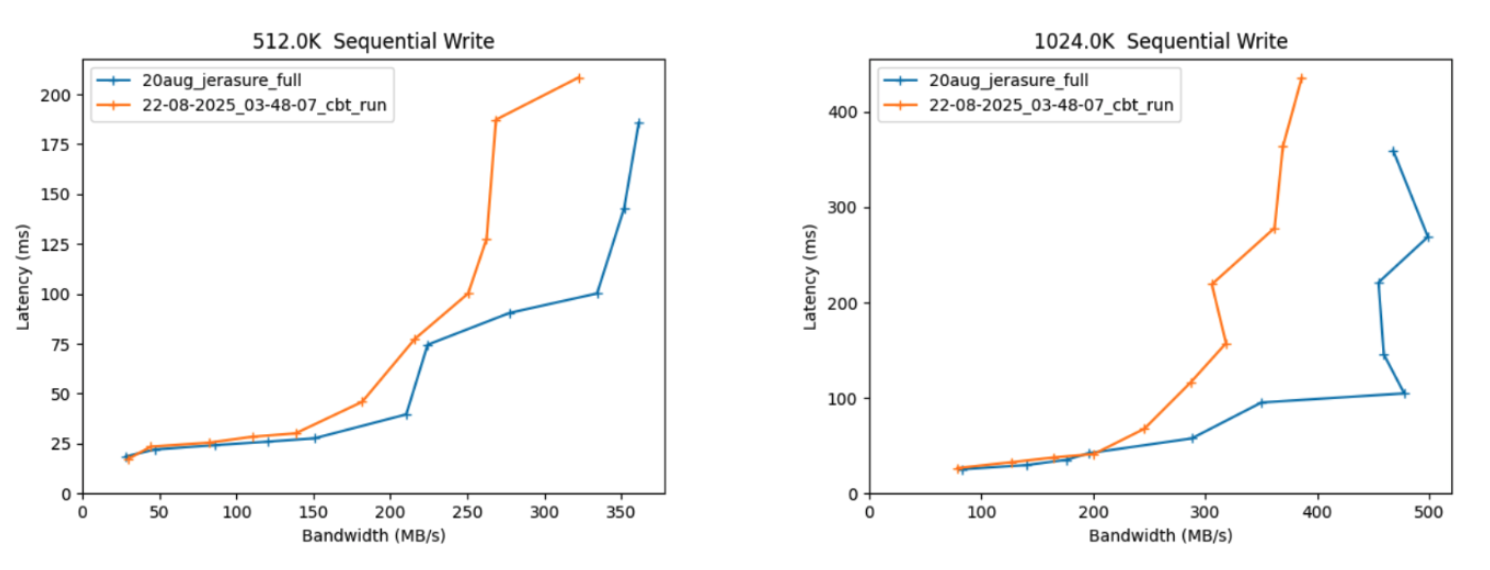 512.0K  Sequential Write
20aug_jerasure_full
22-08-2025_03-48-07_cbt_run
Latency (ms)
200
175
150
125
100
75
50
25
0
0 50 100 150 200 250 300 350
Bandwidth (MB/s)
1024.0K  Sequential Write
20aug_jerasure_full
22-08-2025_03-48-07_cbt_run
Latency (ms)
400
300
200
100
0
0 100 200 300 400 500
Bandwidth (MB/s)